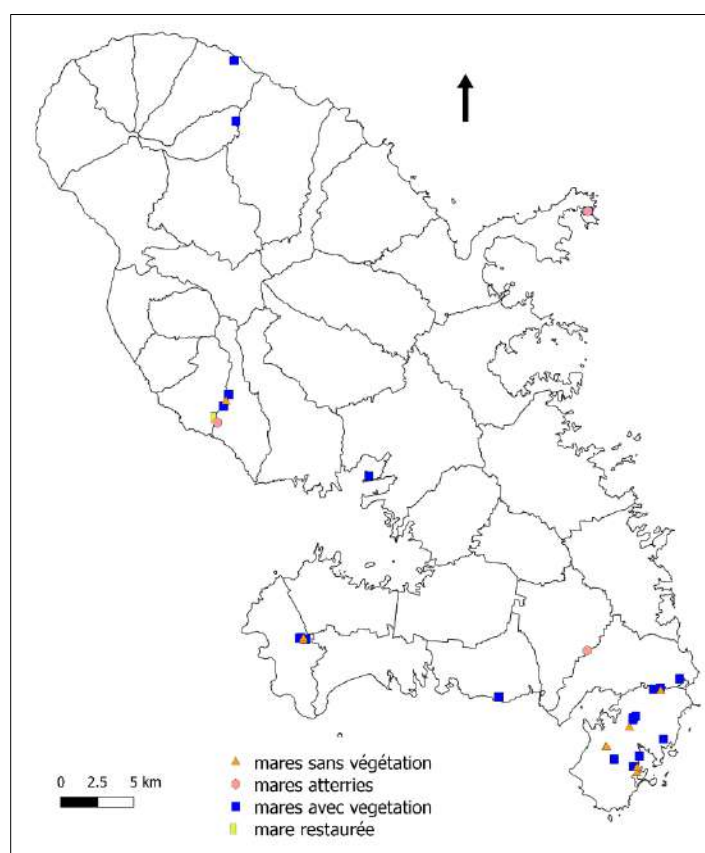 mares sans végétation
0 2.5 5 km
mares atterries
mares avec vegetation
mare restaurée